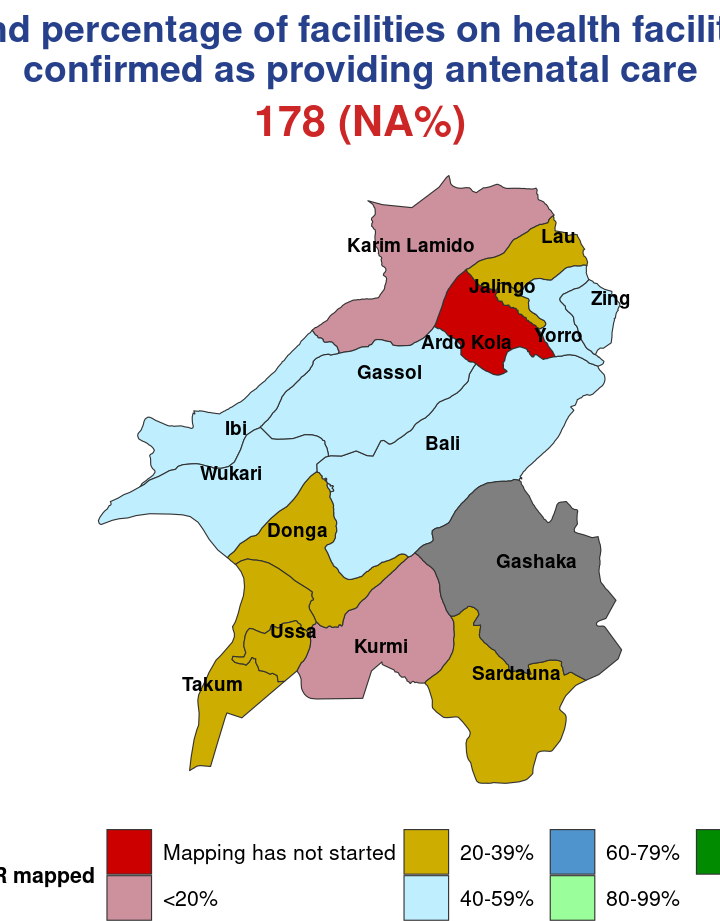 percentage of facilities on health
confirmed as providing antenatal care
178 (NA%)
Karim Lamido
Lau
Jalingo
Zing
Ardo Kola
Yorro
Gassol
Ibi
Bali
Wukari
Donga
Gashaka
Ussa
Kurmi
Takum
Sardauna
mapped
Mapping has not started
<20%
20-39%
40-59%
60-79%
80-99%